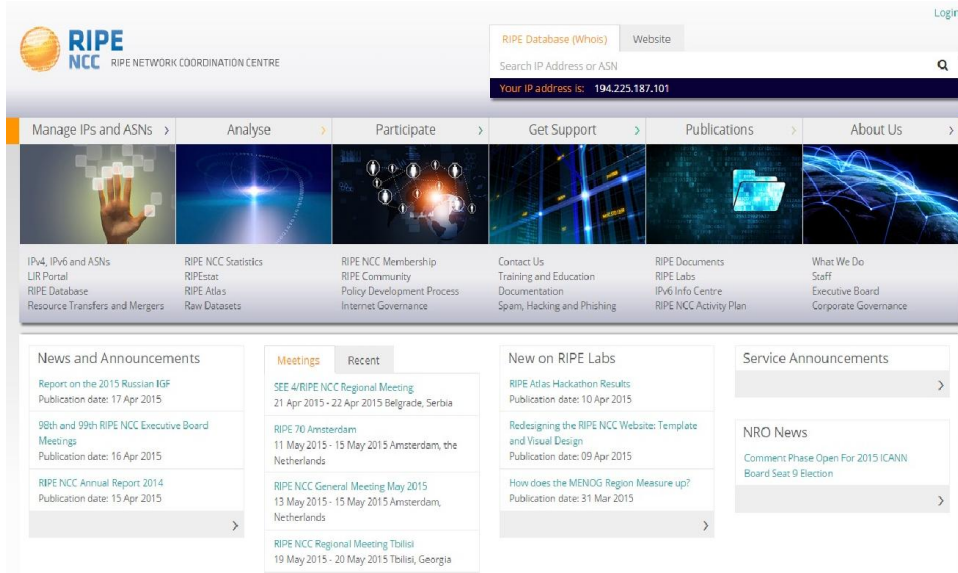 Login
RIPE
NCC RIPE NETWORK COORDINATION CENTRE
RIPE Database (Whois) Website
Search IP Address or ASN
Your IP address is: 194.225.187.101
Manage IPs and ASNs
Analyse
Participate
Get Support
Publications
About Us
IPv4, IPv6 and ASNs
LIR Portal
RIPE Database
Resource Transfers and Mergers
RIPE NCC Statistics
RIPEstat
RIPE Atlas
Raw Datasets
RIPE NCC Membership
RIPE Community
Policy Development Process
Internet Governance
Contact Us
Training and Education
Documentation
Spam, Hacking and Phishing
RIPE Documents
RIPE Labs
IPv6 Info Centre
RIPE NCC Activity Plan
What We Do
Staff
Executive Board
Corporate Governance
News and Announcements
Report on the 2015 Russian IGF
Publication date: 17 Apr 2015
98th and 99th RIPE NCC Executive Board
Meetings
Publication date: 16 Apr 2015
RIPE NCC Annual Report 2014
Publication date: 15 Apr 2015
Meetings Recent
SEE 4/RIPE NCC Regional Meeting
21 Apr 2015 - 22 Apr 2015 Belgrade, Serbia
RIPE 70 Amsterdam
11 May 2015 - 15 May 2015 Amsterdam, the
Netherlands
RIPE NCC General Meeting May 2015
13 May 2015 - 15 May 2015 Amsterdam,
Netherlands
RIPE NCC Regional Meeting Tbilisi
19 May 2015 - 20 May 2015 Tbilisi, Georgia
New on RIPE Labs
RIPE Atlas Hackathon Results
Publication date: 10 Apr 2015
Redesigning the RIPE NCC Website: Template
and Visual Design
Publication date: 09 Apr 2015
How does the MENOG Region Measure up?
Publication date: 31 Mar 2015
Service Announcements
NRO News
Comment Phase Open For 2015 ICANN
Board Seat 9 Election